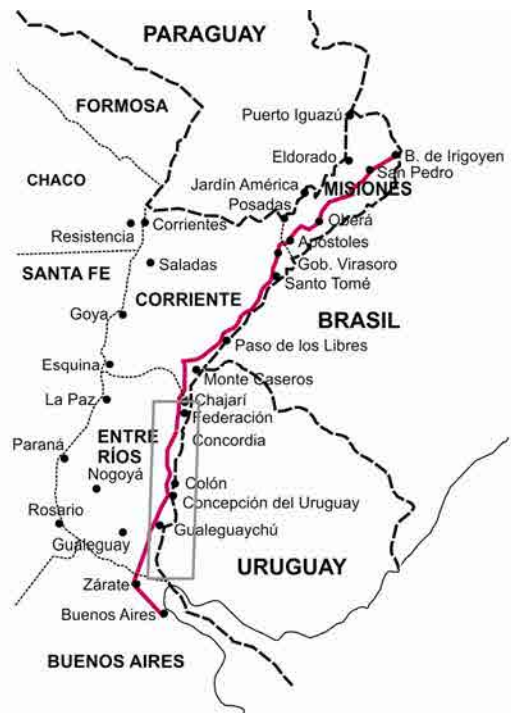 PARAGUAY
FORMOSA
Puerto Iguazú
Eldorado
B. de Irigoyen
San Pedro
CHACO
Jardín América
MISIONES
Posadas
Oberá
Resistencia
Corrientes
Apóstoles
SANTA FE
Saladas
Gob. Virasoro
Santo Tomé
CORRIENTE
Goya
BRASIL
Paso de los Libres
Esquina
Monte Caseros
La Paz
Chajarí
Federación
ENTRE
RÍOS
Concordia
Paraná
Nogoyá
Colón
Concepción del Uruguay
Rosario
Gualeguaychú
Gualeguay
URUGUAY
Zárate
Buenos Aires
BUENOS AIRES